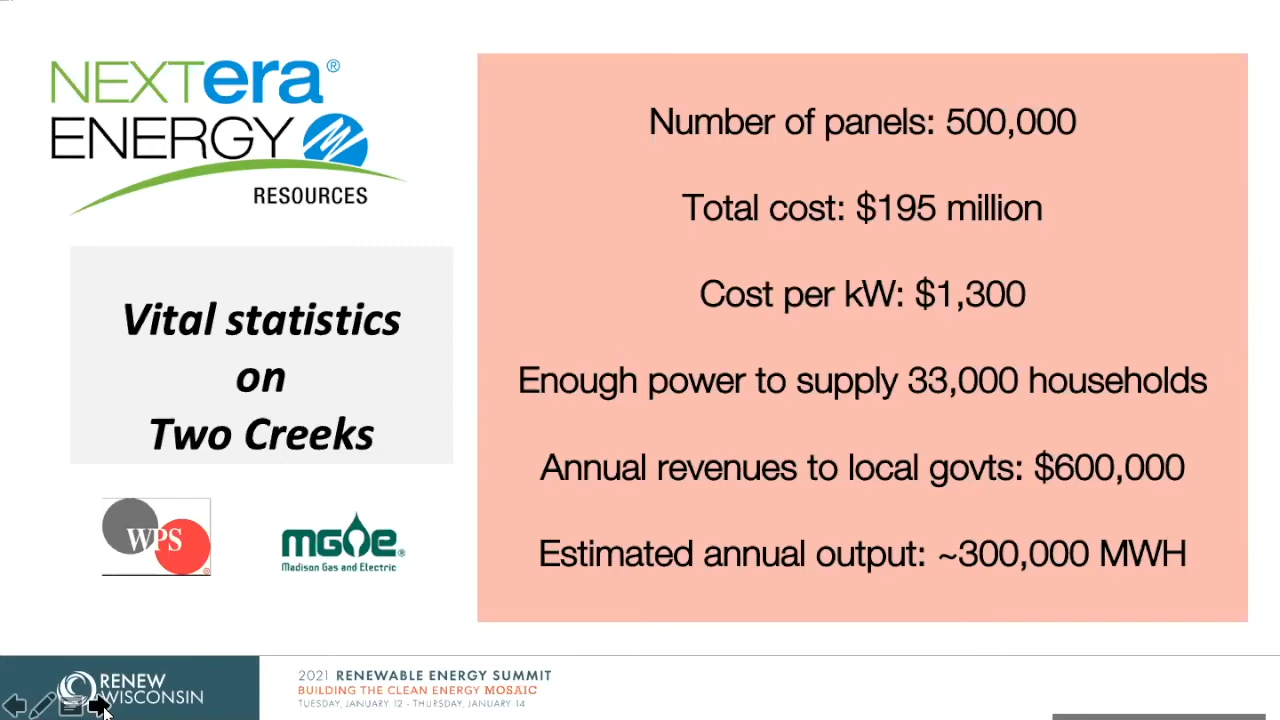 NEXTera®
ENERGY
RESOURCES
Vital statistics
on
Two Creeks
WPS
®
MGE®
Madison Gas and Electric
Number of panels: 500,000
Total cost: $195 million
Cost per kW: $1,300
Enough power to supply 33,000 households
Annual revenues to local govts: $600,000
Estimated annual output: ~300,000 MWH
RENEW
WISCONSIN
2021 RENEWABLE ENERGY SUMMIT
BUILDING THE CLEAN ENERGY MOSAIC
TUESDAY, JANUARY 12 - THURSDAY, JANUARY 14